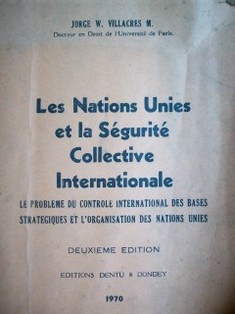 JORGE W. VILLACRES M.
Docteur en Droit de l'Université de Paris.
Les Nations Unies
et la Ségurité
Collective
Internationale
LE PROBLEME DU CONTROLE INTERNATIONAL DES BASES
STRATEGIQUES ET L'ORGANISATION DES NATIONS UNIES
DEUXIEME EDITION
EDITIONS DENTU & DONDEY
1970